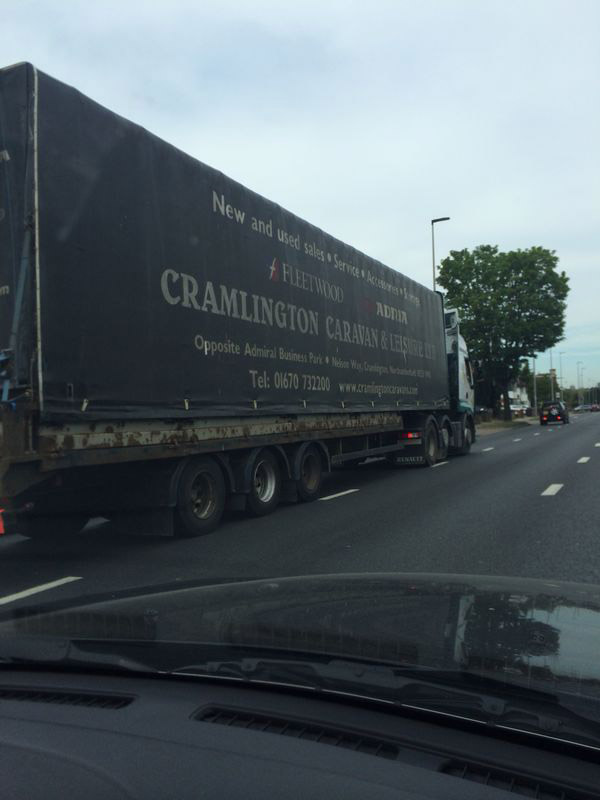 New and used sales • Service • Accessories •
FLEETWOOD ADRIA
CRAMLINGTON CARAVAN & LEISURE LTD
Opposite Admiral Business Park • Nelson Way, Cramlington, Northumberland
Tel: 01670 732200 www.cramlingtoncaravans.com
RENAULT